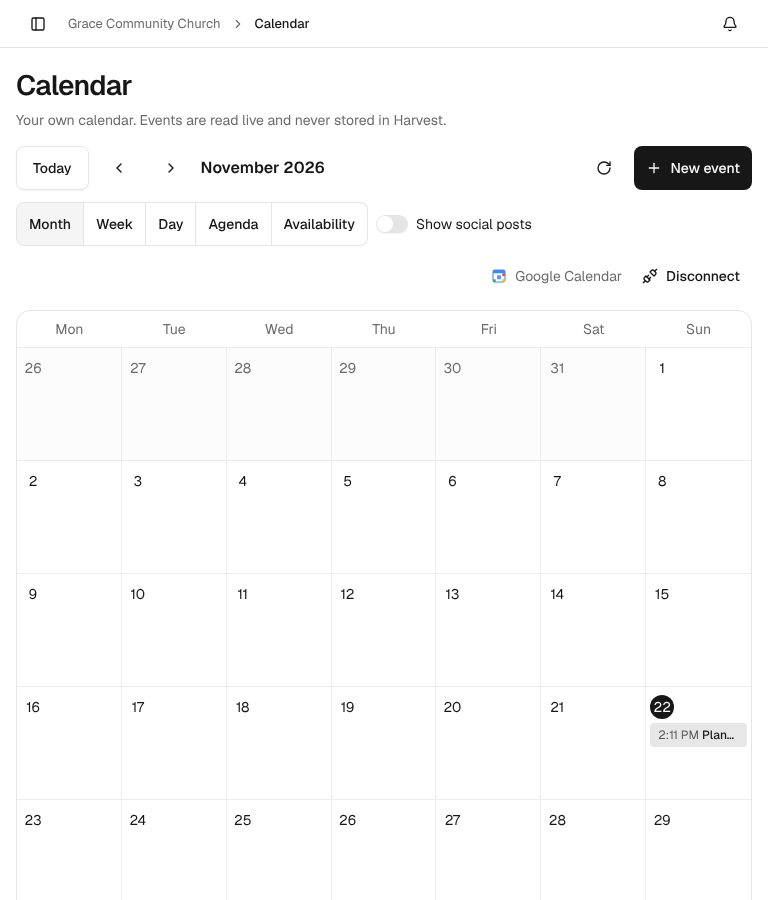 Grace Community Church > Calendar
Calendar
Your own calendar. Events are read live and never stored in Harvest.
Today < > November 2026 + New event
Month Week Day Agenda Availability Show social posts
Google Calendar Disconnect
Mon Tue Wed Thu Fri Sat Sun
26 27 28 29 30 31 1
2 3 4 5 6 7 8
9 10 11 12 13 14 15
16 17 18 19 20 21 22
2:11 PM Plan…
23 24 25 26 27 28 29